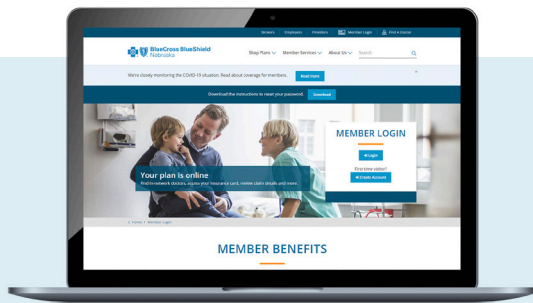 Brokers Employers Providers Member Login Find a Doctor
BlueCross BlueShield
Nebraska
Shop Plans Member Services About Us Search
We're closely monitoring the COVID-19 situation. Read about coverage for members. Read more
Download the instructions to reset your password. Download
MEMBER LOGIN
Login
First time visitor?
Create Account
Your plan is online
Find in-network doctors, access your insurance card, review claim details and more.
Home / Member Login
MEMBER BENEFITS